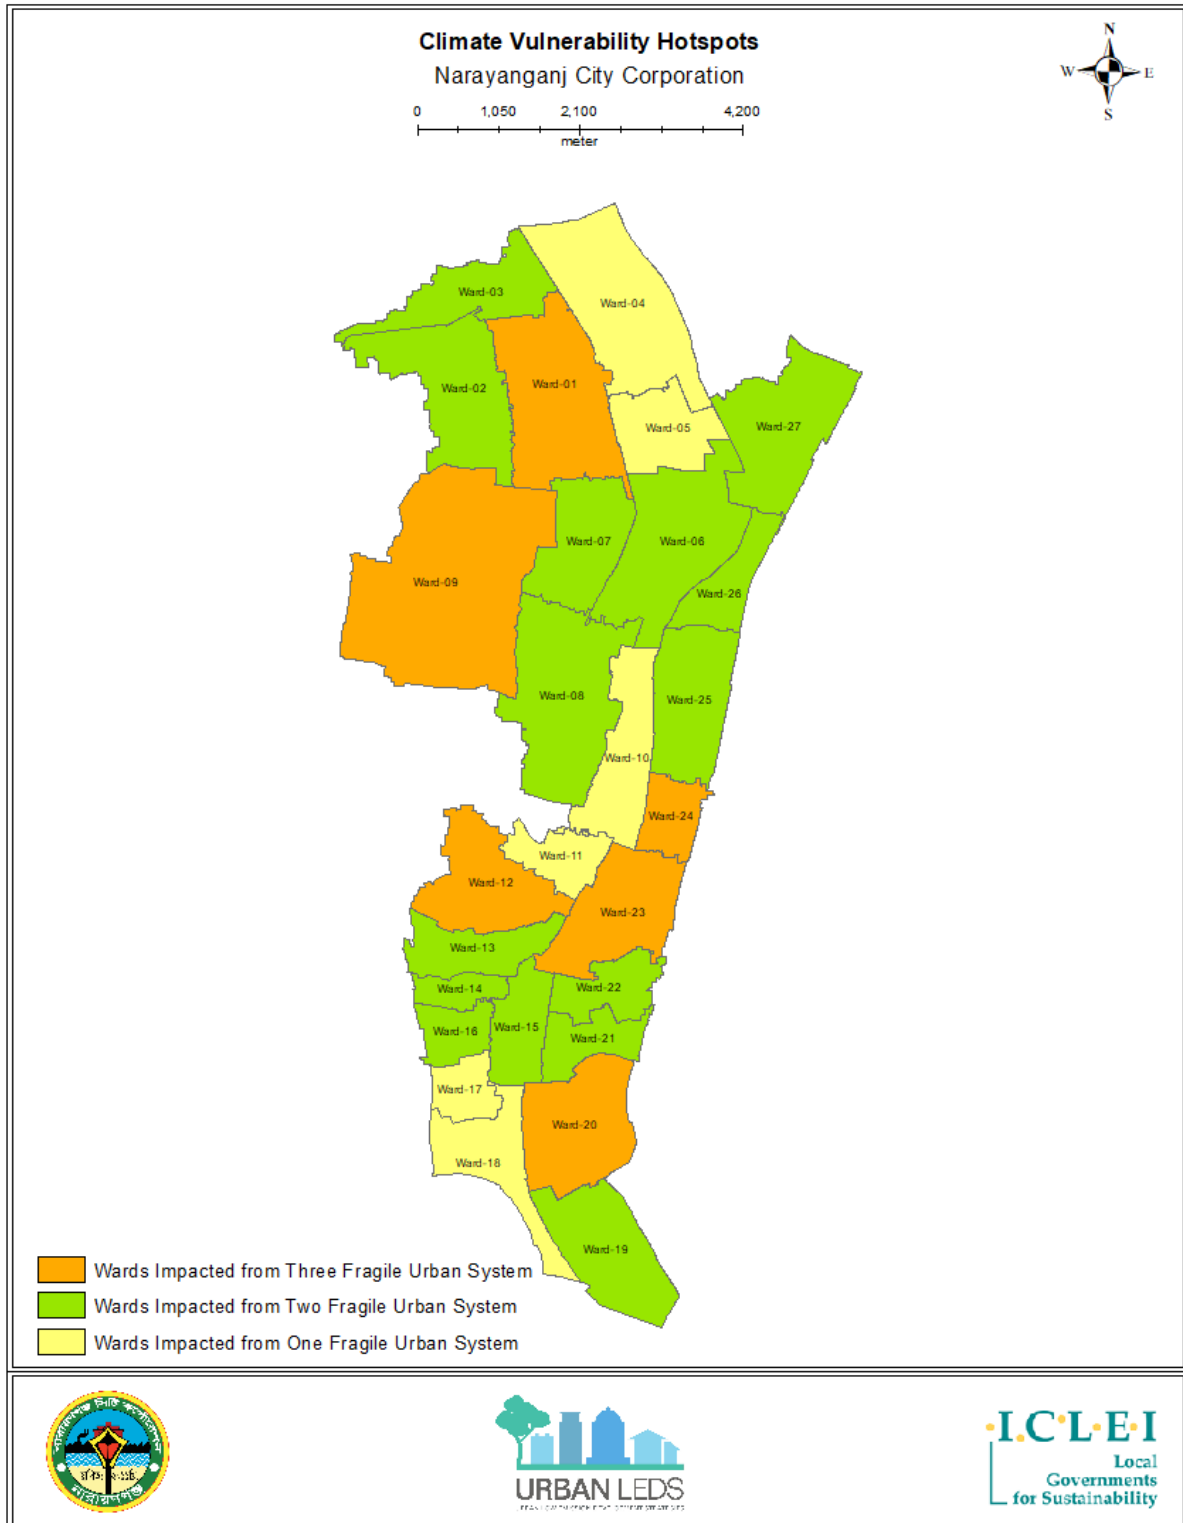 Climate Vulnerability Hotspots
Narayanganj City Corporation
N
W E
S
0 1,050 2,100 4,200
meter
Ward-04
Ward-03
Ward-01
Ward-02
Ward-05
Ward-27
Ward-07
Ward-06
Ward-09
Ward-26
Ward-08
Ward-25
Ward-10
Ward-24
Ward-11
Ward-12
Ward-23
Ward-13
Ward-14
Ward-22
Ward-16
Ward-15
Ward-21
Ward-17
Ward-20
Ward-18
Ward-19
Wards Impacted from Three Fragile Urban System
Wards Impacted from Two Fragile Urban System
Wards Impacted from One Fragile Urban System
নারায়ণগঞ্জ সিটি কর্পোরেশন
নারায়ণগঞ্জ
URBAN LEDS
I.C.L.E.I
Local
Governments
for Sustainability